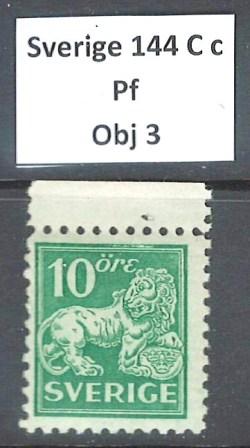 Sverige 144 C c
Pf
Obj 3
10 öre
SVERIGE